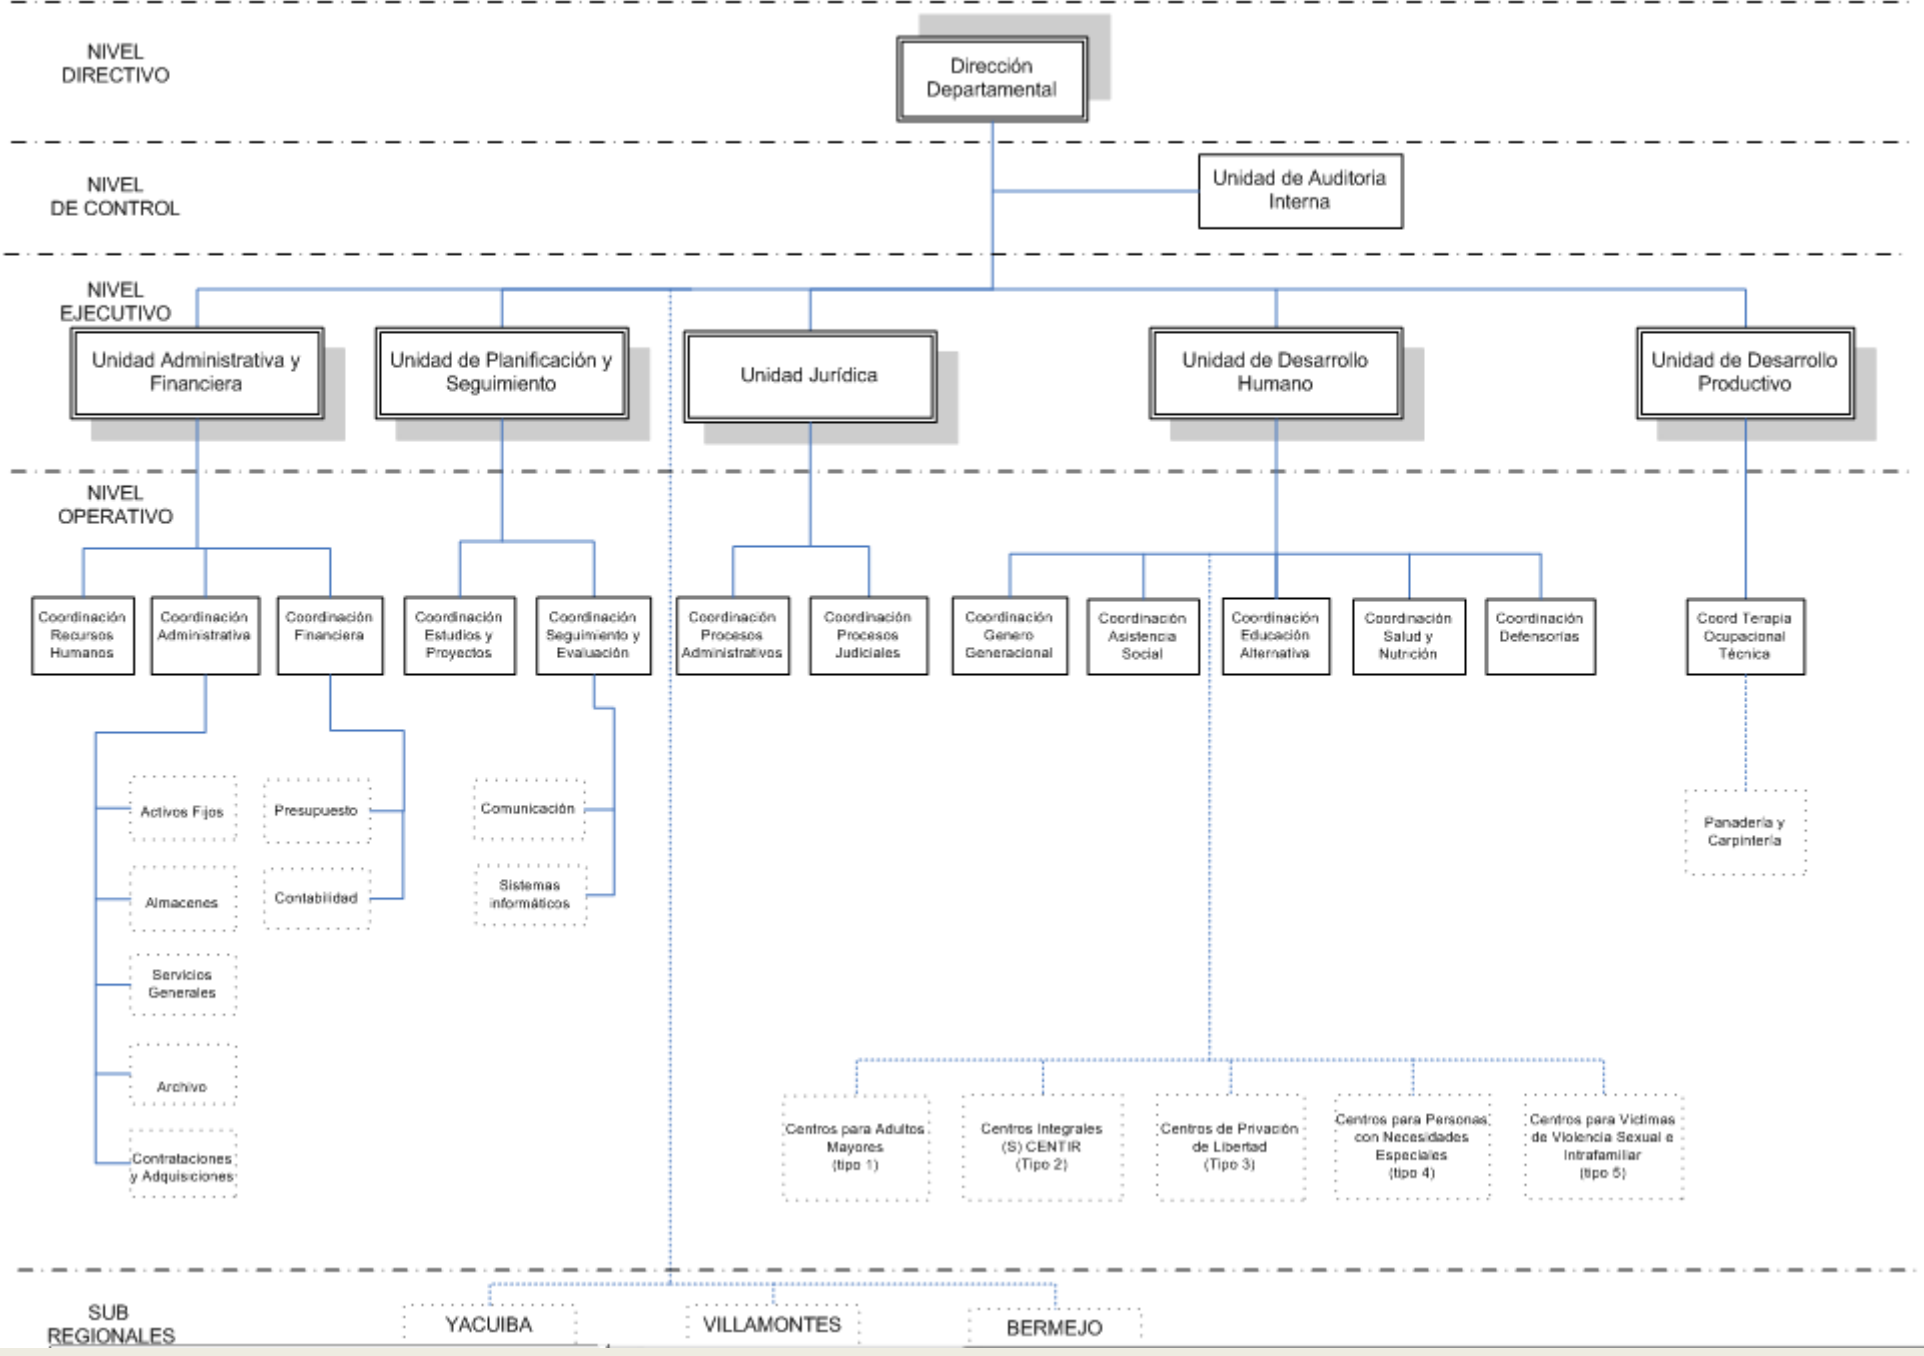 NIVEL
DIRECTIVO
Dirección
Departamental
NIVEL
DE CONTROL
Unidad de Auditoria
Interna
NIVEL
EJECUTIVO
Unidad Administrativa y
Financiera
Unidad de Planificación y
Seguimiento
Unidad Jurídica
Unidad de Desarrollo
Humano
Unidad de Desarrollo
Productivo
NIVEL
OPERATIVO
Coordinación
Recursos
Humanos
Coordinación
Administrativa
Coordinación
Financiera
Coordinación
Estudios y
Proyectos
Coordinación
Seguimiento y
Evaluación
Coordinación
Procesos
Administrativos
Coordinación
Procesos
Judiciales
Coordinación
Genero
Generacional
Coordinación
Asistencia
Social
Coordinación
Educación
Alternativa
Coordinación
Salud y
Nutrición
Coordinación
Defensorías
Coord Terapia
Ocupacional
Técnica
Activos Fijos
Almacenes
Servicios
Generales
Archivo
Contrataciones
y Adquisiciones
Presupuesto
Contabilidad
Comunicación
Sistemas
informáticos
Panadería y
Carpintería
Centros para Adultos
Mayores
(tipo 1)
Centros Integrales
(S) CENTIR
(Tipo 2)
Centros de Privación
de Libertad
(Tipo 3)
Centros para Personas
con Necesidades
Especiales
(tipo 4)
Centros para Víctimas
de Violencia Sexual e
Intrafamiliar
(tipo 5)
SUB
REGIONALES
YACUIBA
VILLAMONTES
BERMEJO